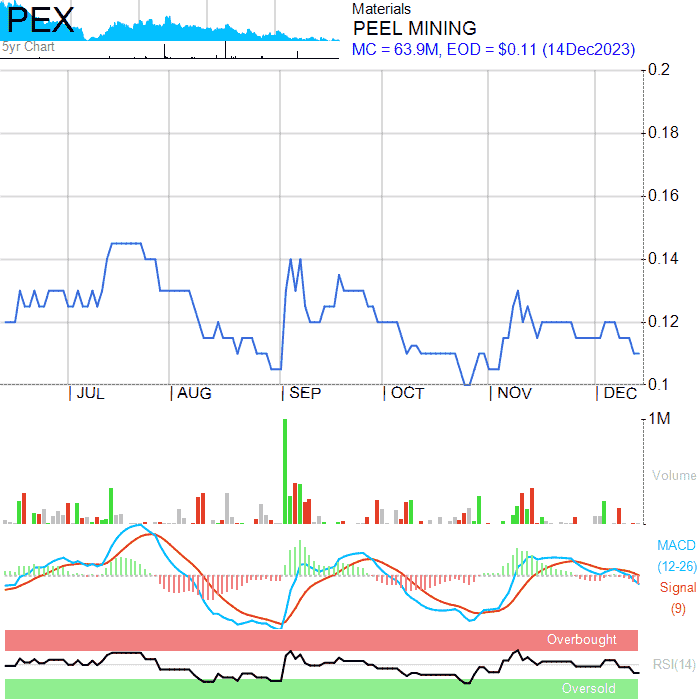 PEX
5yr Chart
Materials
PEEL MINING
MC = 63.9M, EOD = $0.11 (14Dec2023)
0.2
0.18
0.16
0.14
0.12
0.1
JUL AUG SEP OCT NOV DEC
1M
Volume
MACD
(12-26)
Signal
(9)
Overbought
RSI(14)
Oversold